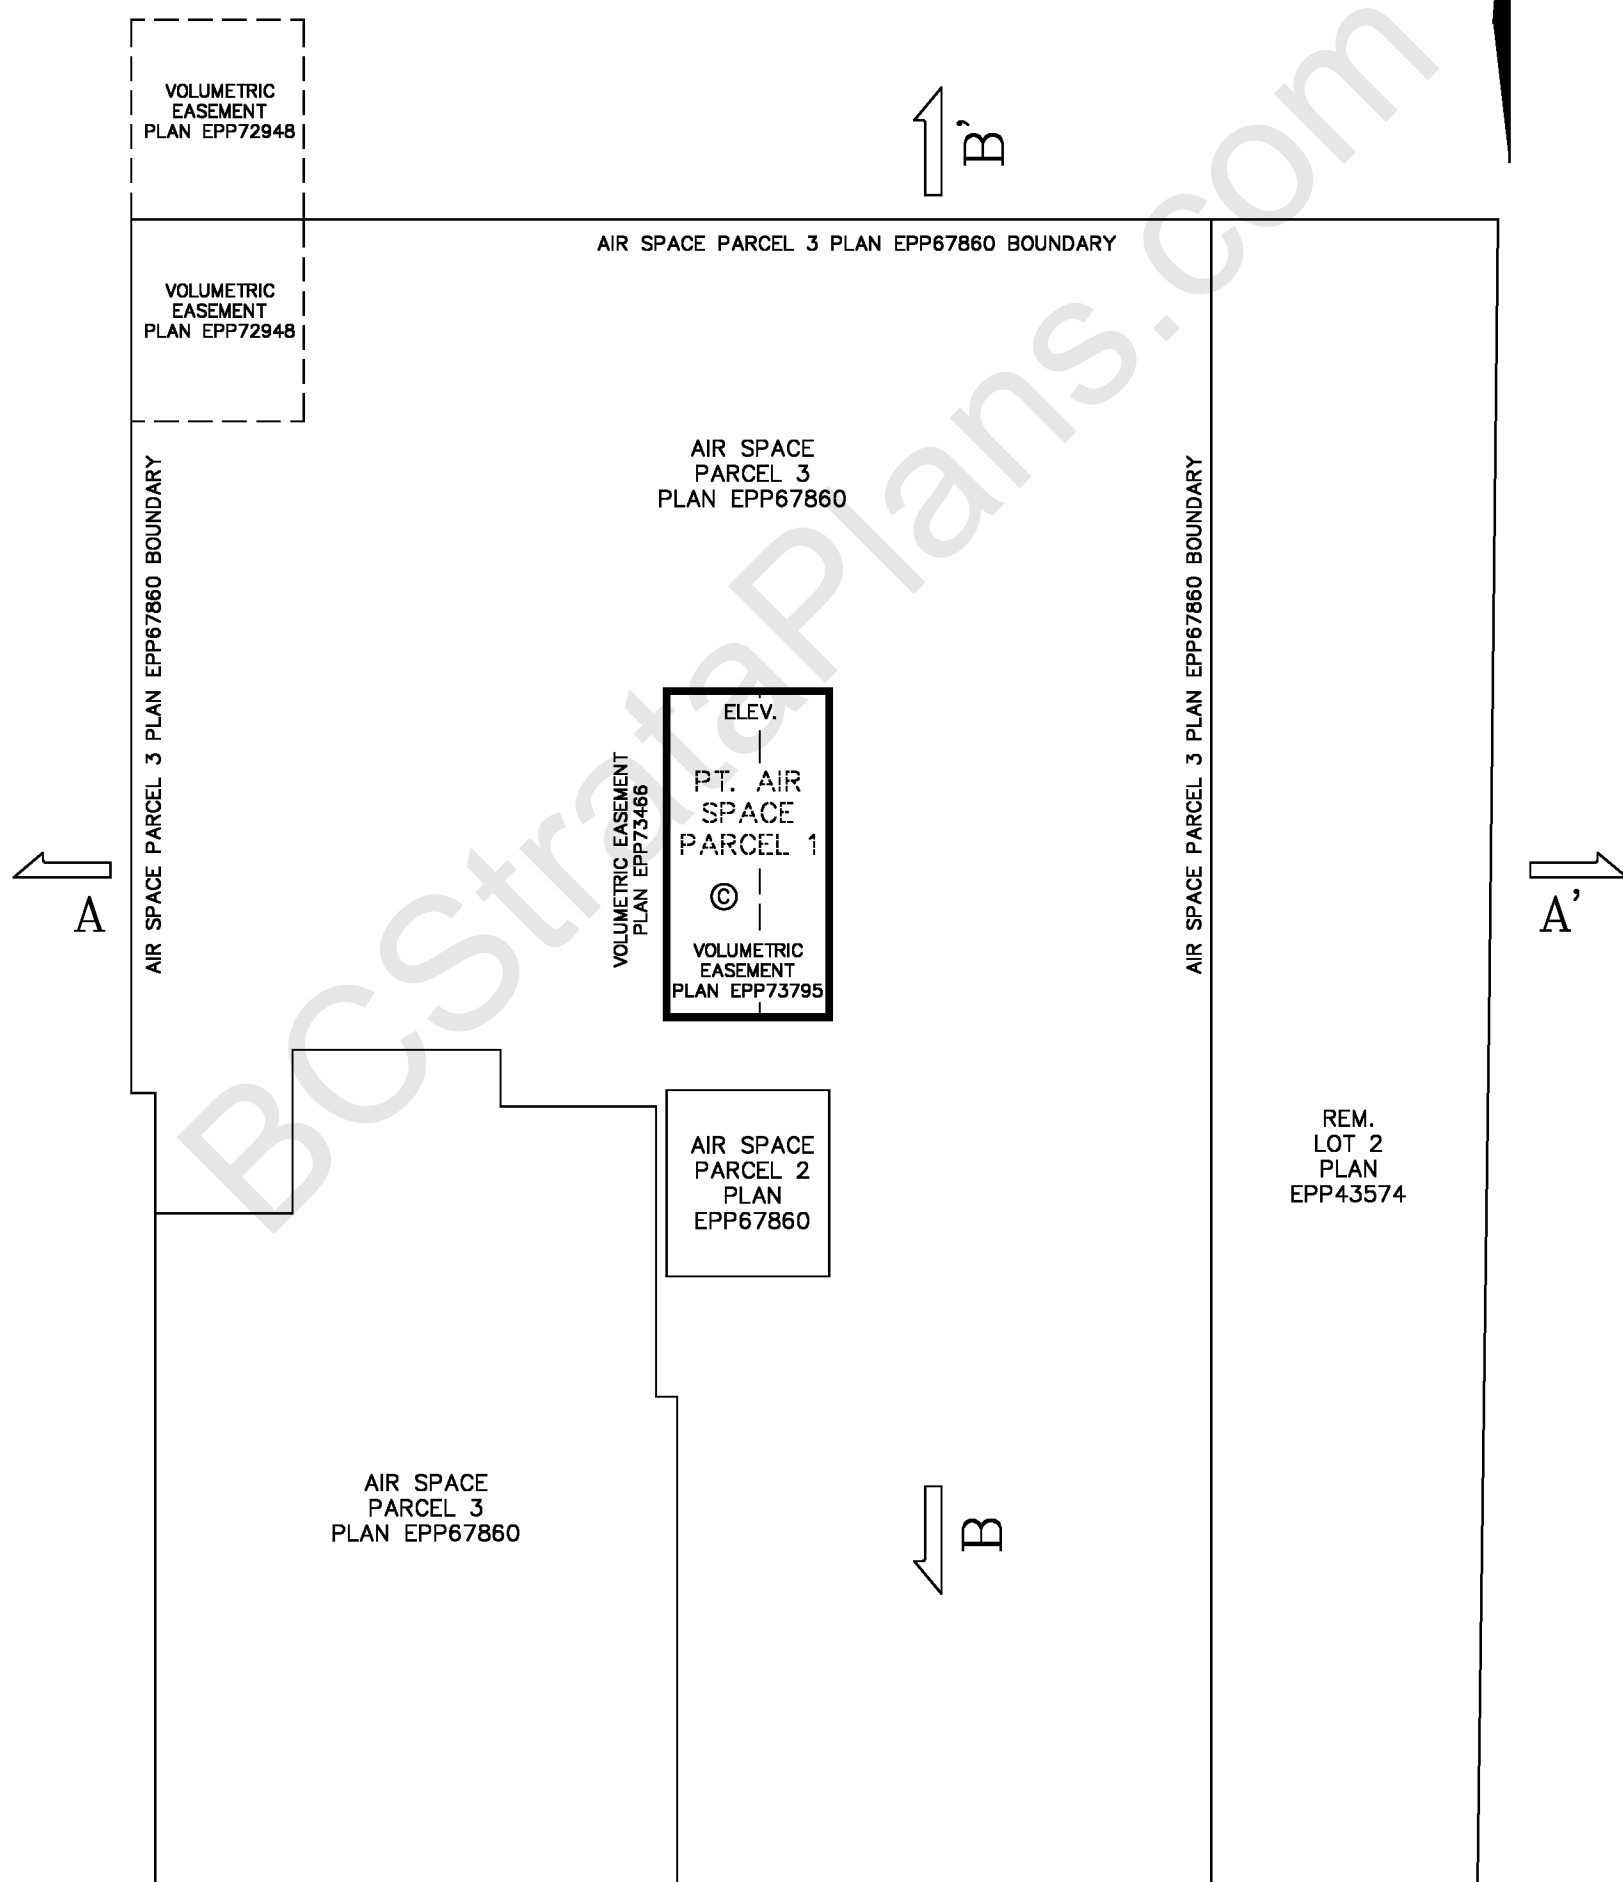 VOLUMETRIC
EASEMENT
PLAN EPP72948
B'
AIR SPACE PARCEL 3 PLAN EPP67860 BOUNDARY
VOLUMETRIC
EASEMENT
PLAN EPP72948
AIR SPACE
PARCEL 3
PLAN EPP67860
AIR SPACE PARCEL 3 PLAN EPP67860 BOUNDARY
AIR SPACE PARCEL 3 PLAN EPP67860 BOUNDARY
ELEV.
PT. AIR
SPACE
PARCEL 1
©
VOLUMETRIC
EASEMENT
PLAN EPP73795
VOLUMETRIC EASEMENT
PLAN EPP73466
A
A'
AIR SPACE
PARCEL 2
PLAN
EPP67860
REM.
LOT 2
PLAN
EPP43574
AIR SPACE
PARCEL 3
PLAN EPP67860
B
BCStrataPlans.com